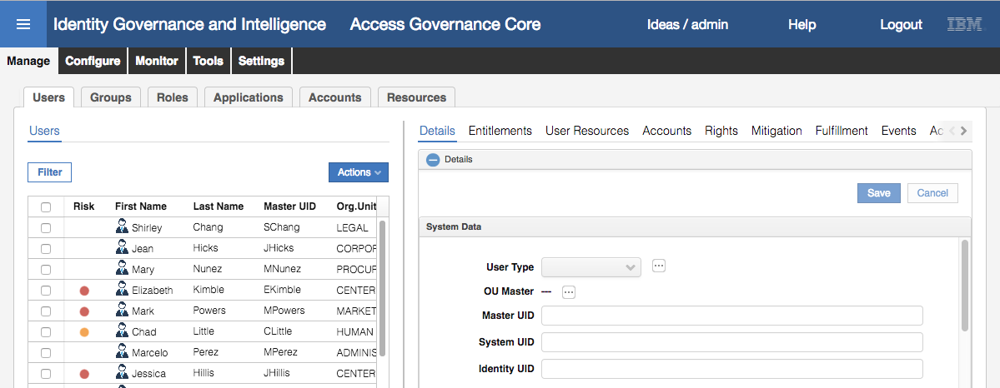 Identity Governance and Intelligence Access Governance Core Ideas / admin Help Logout IBM
Manage Configure Monitor Tools Settings
Users Groups Roles Applications Accounts Resources
Users
Details Entitlements User Resources Accounts Rights Mitigation Fulfillment Events Ac
Details
Filter Actions
Save Cancel
Risk First Name Last Name Master UID Org.Unit
Shirley Chang SChang LEGAL
Jean Hicks JHicks CORPOR
Mary Nunez MNunez PROCUR
Elizabeth Kimble EKimble CENTER
Mark Powers MPowers MARKET
Chad Little CLittle HUMAN
Marcelo Perez MPerez ADMINIS
Jessica Hillis JHillis CENTER
System Data
User Type
OU Master ---
Master UID
System UID
Identity UID